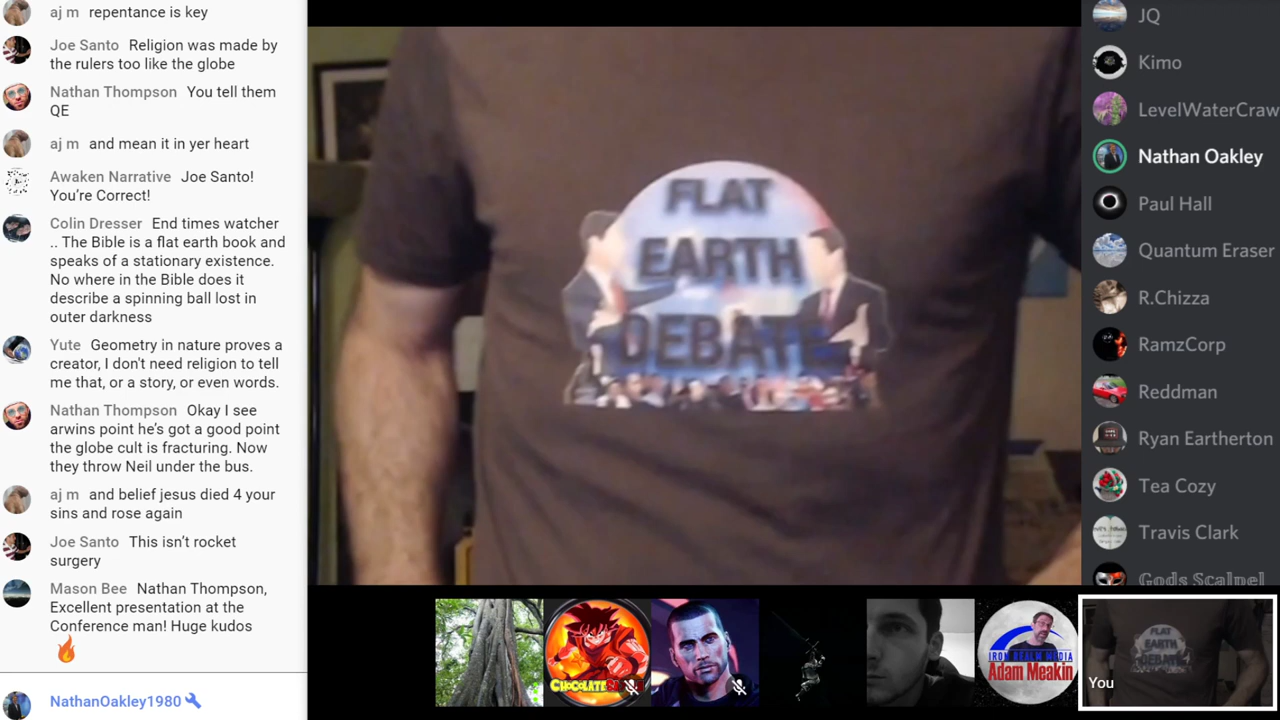 aj m repentance is key
Joe Santo Religion was made by
the rulers too like the globe
Nathan Thompson You tell them
QE
aj m and mean it in yer heart
Awaken Narrative Joe Santo!
You're Correct!
Colin Dresser End times watcher
.. The Bible is a flat earth book and
speaks of a stationary existence.
No where in the Bible does it
describe a spinning ball lost in
outer darkness
Yute Geometry in nature proves a
creator, I don't need religion to tell
me that, or a story, or even words.
Nathan Thompson Okay I see
arwins point he's got a good point
the globe cult is fracturing. Now
they throw Neil under the bus.
aj m and belief jesus died 4 your
sins and rose again
Joe Santo This isn't rocket
surgery
Mason Bee Nathan Thompson,
Excellent presentation at the
Conference man! Huge kudos
NathanOakley1980
FLAT
EARTH
DEBATE
IRON REALM MEDIA
Adam Meakin
FLAT
EARTH
DEBATE
You
JQ
Kimo
LevelWaterCraw
Nathan Oakley
Paul Hall
Quantum Eraser
R.Chizza
RamzCorp
Reddman
Ryan Eartherton
Tea Cozy
Travis Clark
Gods Scalpel